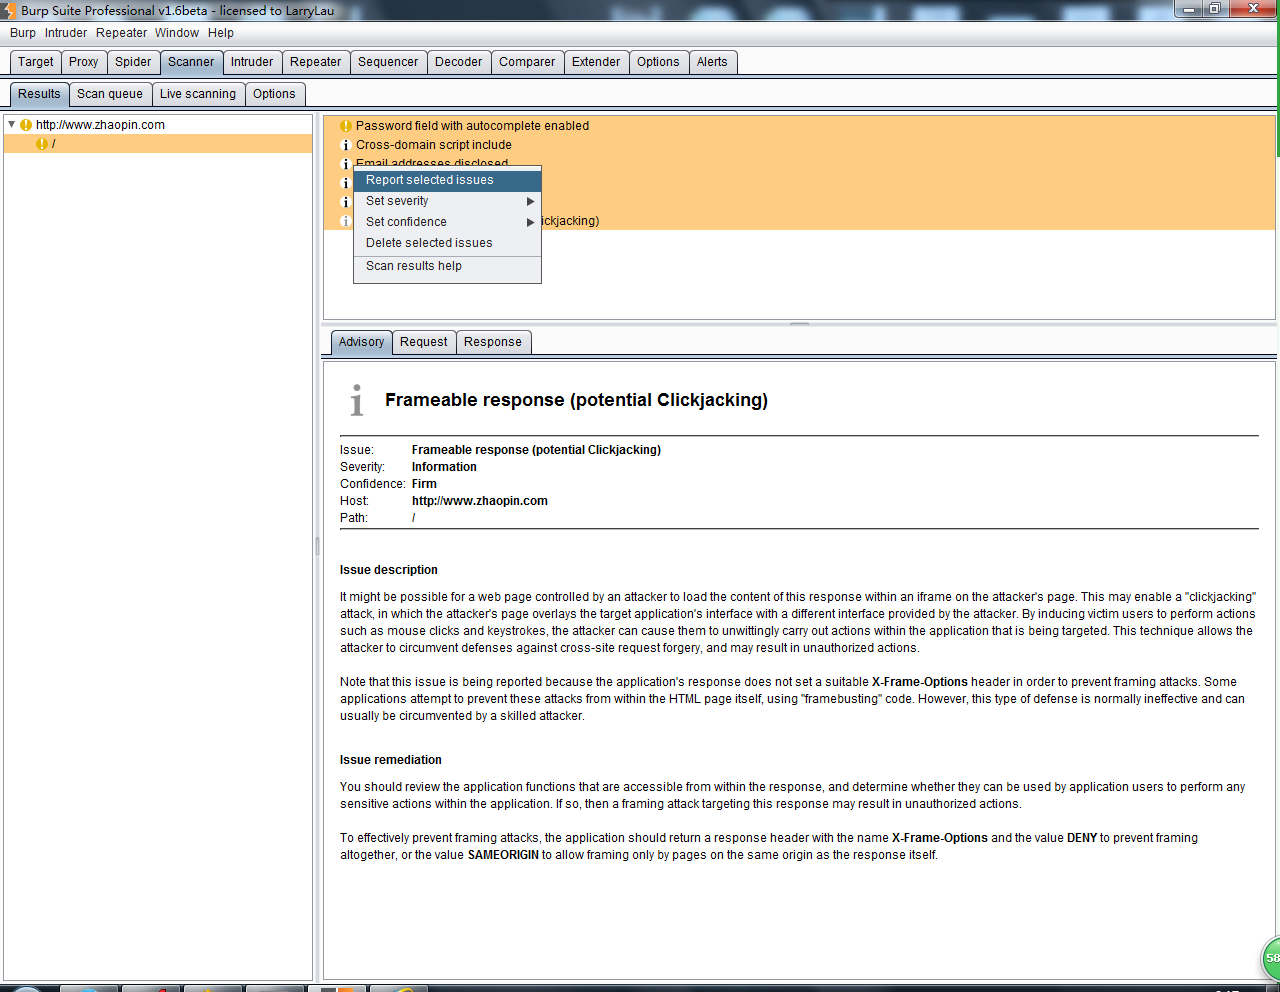 Burp Suite Professional v1.6beta - licensed to LarryLau
Burp Intruder Repeater Window Help
Target Proxy Spider Scanner Intruder Repeater Sequencer Decoder Comparer Extender Options Alerts
Results Scan queue Live scanning Options
http://www.zhaopin.com
/
Password field with autocomplete enabled
Cross-domain script include
Email addresses disclosed
Report selected issues
Set severity
Set confidence
ickjacking)
Delete selected issues
Scan results help
Advisory Request Response
Frameable response (potential Clickjacking)
Issue: Frameable response (potential Clickjacking)
Severity: Information
Confidence: Firm
Host: http://www.zhaopin.com
Path: /
Issue description
It might be possible for a web page controlled by an attacker to load the content of this response within an iframe on the attacker's page. This may enable a "clickjacking"
attack, in which the attacker's page overlays the target application's interface with a different interface provided by the attacker. By inducing victim users to perform actions
such as mouse clicks and keystrokes, the attacker can cause them to unwittingly carry out actions within the application that is being targeted. This technique allows the
attacker to circumvent defenses against cross-site request forgery, and may result in unauthorized actions.
Note that this issue is being reported because the application's response does not set a suitable X-Frame-Options header in order to prevent framing attacks. Some
applications attempt to prevent these attacks from within the HTML page itself, using "framebusting" code. However, this type of defense is normally ineffective and can
usually be circumvented by a skilled attacker.
Issue remediation
You should review the application functions that are accessible from within the response, and determine whether they can be used by application users to perform any
sensitive actions within the application. If so, then a framing attack targeting this response may result in unauthorized actions.
To effectively prevent framing attacks, the application should return a response header with the name X-Frame-Options and the value DENY to prevent framing
altogether, or the value SAMEORIGIN to allow framing only by pages on the same origin as the response itself.
58